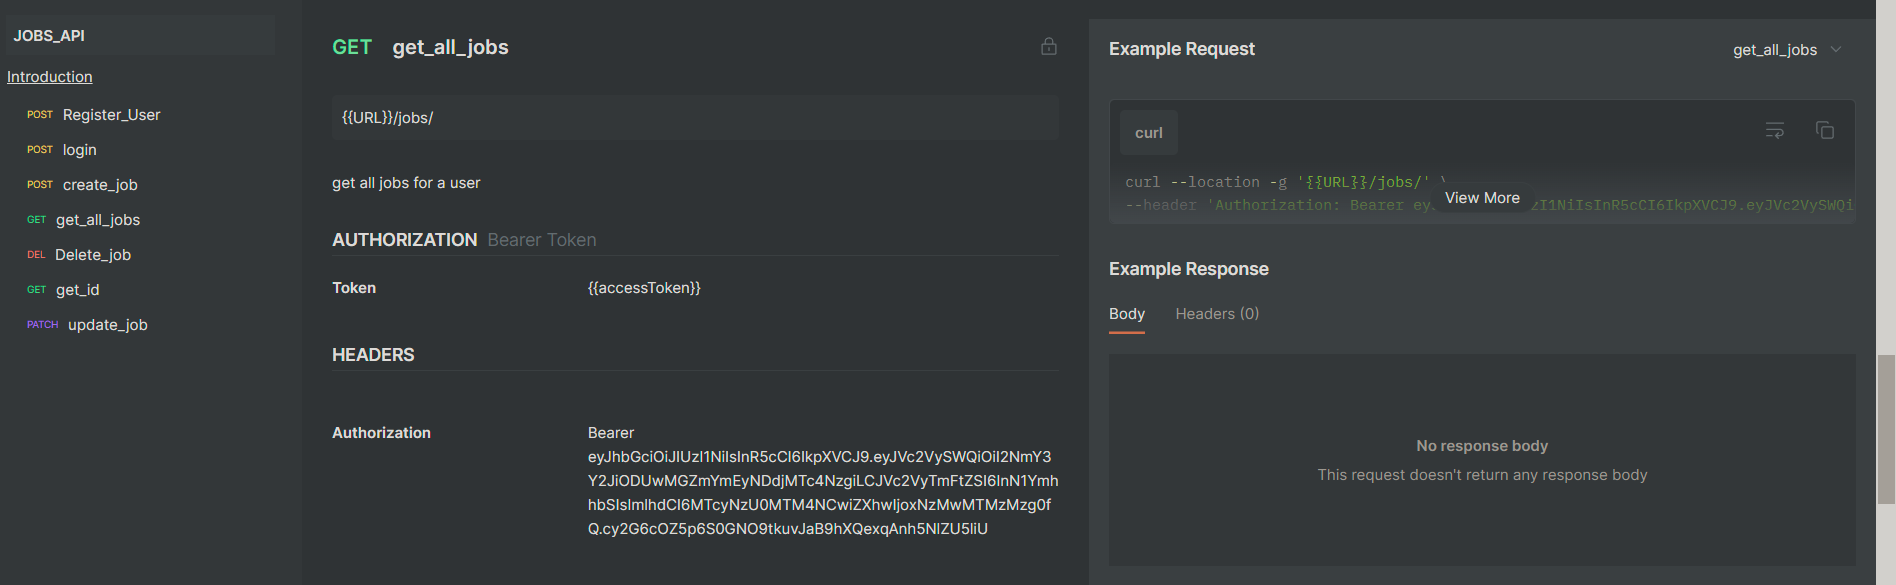 JOBS_API
Introduction
POST Register_User
POST login
POST create_job
GET get_all_jobs
DEL Delete_job
GET get_id
PATCH update_job
GET get_all_jobs
{{URL}}/jobs/
get all jobs for a user
AUTHORIZATION Bearer Token
Token {{accessToken}}
HEADERS
Authorization Bearer
eyJhbGciOiJIUzI1NiIsInR5cCI6IkpXVCJ9.eyJVc2VySWQiOiI2NmY3
Y2JiODUwMGZmYmEyNDdjMTc4NzgiLCJVc2VyTmFtZSI6InN1Ymh
hbSIsImlhdCI6MTcyNzU0MTM4NCwiZXhwIjoxNzMwMTMzMzg0f
Q.cy2G6cOZ5p6S0GNO9tkuvJaB9hXQexqAnh5NlZU5liU
Example Request
get_all_jobs
curl
curl --location -g '{{URL}}/jobs/' \
--header 'Authorization: Bearer ey
zI1NiIsInR5cCI6IkpXVCJ9.eyJVc2VySWQi
View More
Example Response
Body Headers (0)
No response body
This request doesn't return any response body